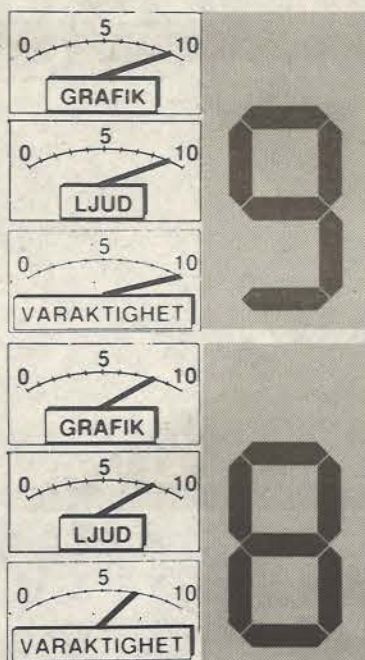 0 5 10
GRAFIK
0 5 10
LJUD
0 5 10
VARAKTIGHET
9
0 5 10
GRAFIK
0 5 10
LJUD
0 5 10
VARAKTIGHET
8